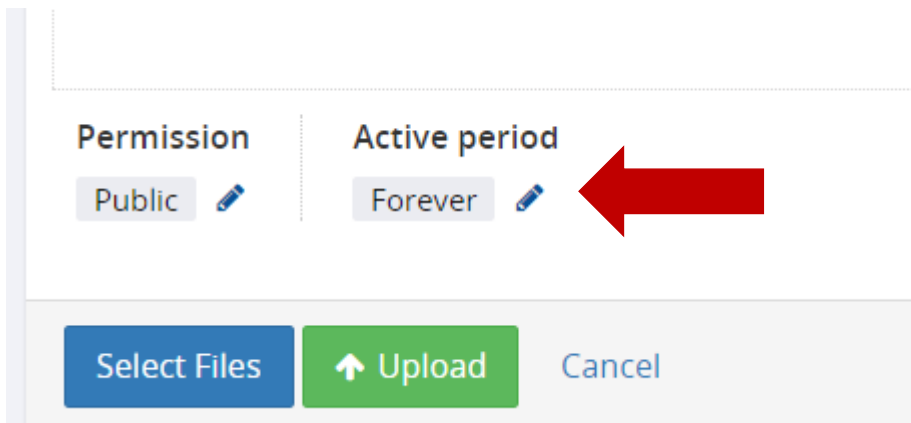 Permission
Active period
Public
Forever
Select Files
Upload
Cancel